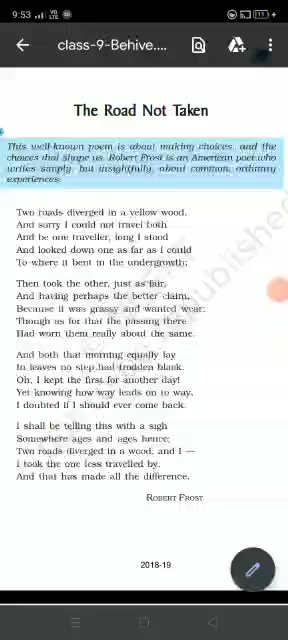 9:53
class-9-Behive....
The Road Not Taken
This well-known poem is about making choices, and the
choices that shape us. Robert Frost is an American poet who
writes simply, but insightfully, about common, ordinary
experiences.
Two roads diverged in a yellow wood,
And sorry I could not travel both
And be one traveller, long I stood
And looked down one as far as I could
To where it bent in the undergrowth;
Then took the other, just as fair,
And having perhaps the better claim,
Because it was grassy and wanted wear;
Though as for that the passing there
Had worn them really about the same,
And both that morning equally lay
In leaves no step had trodden black.
Oh, I kept the first for another day!
Yet knowing how way leads on to way,
I doubted if I should ever come back.
I shall be telling this with a sigh
Somewhere ages and ages hence;
Two roads diverged in a wood, and I —
I took the one less travelled by,
And that has made all the difference.
ROBERT FROST
2018-19